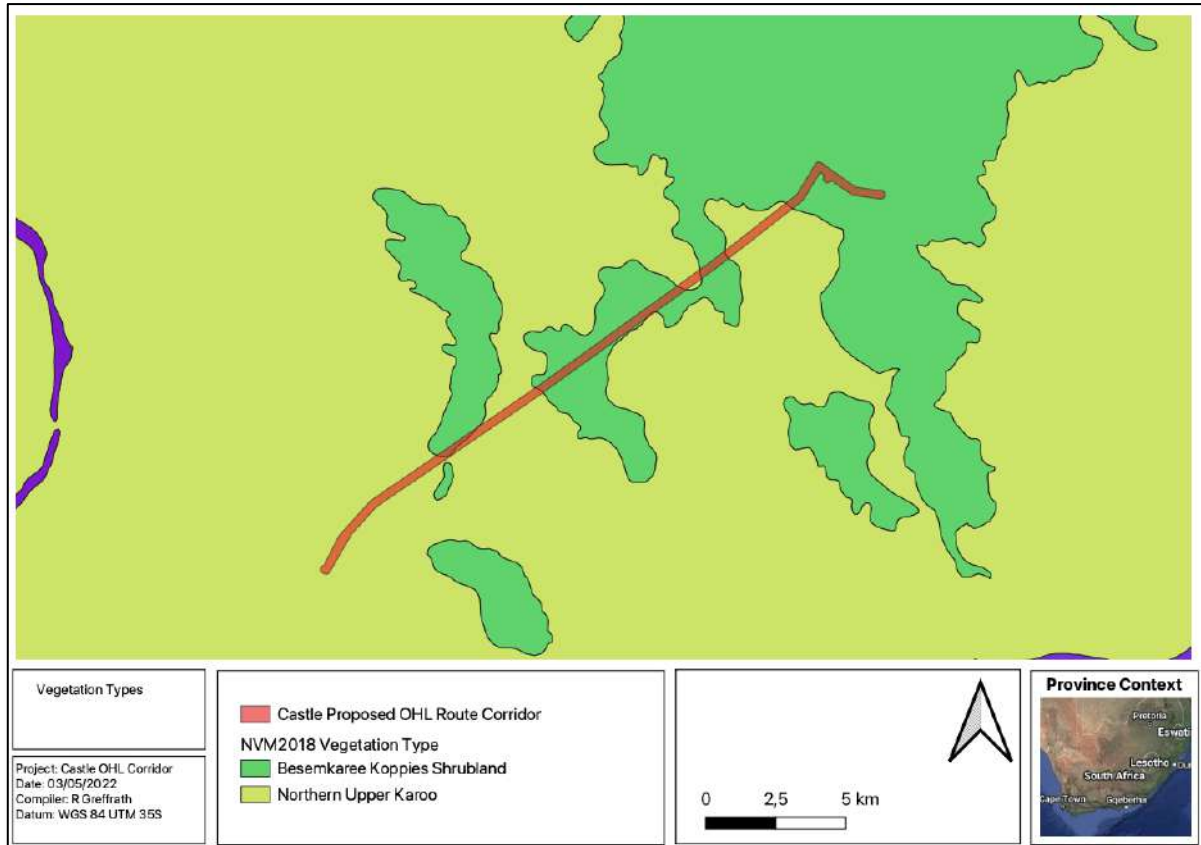 Vegetation Types
Project: Castle OHL Corridor
Date: 03/05/2022
Compiler: R Greffrath
Datum: WGS 84 UTM 35S
Castle Proposed OHL Route Corridor
NVM2018 Vegetation Type
Besemkaree Koppies Shrubland
Northern Upper Karoo
0 2,5 5 km
Province Context
Pretoria
Eswati
Lesotho
Du
South Africa
Cape Town
Gqeberha